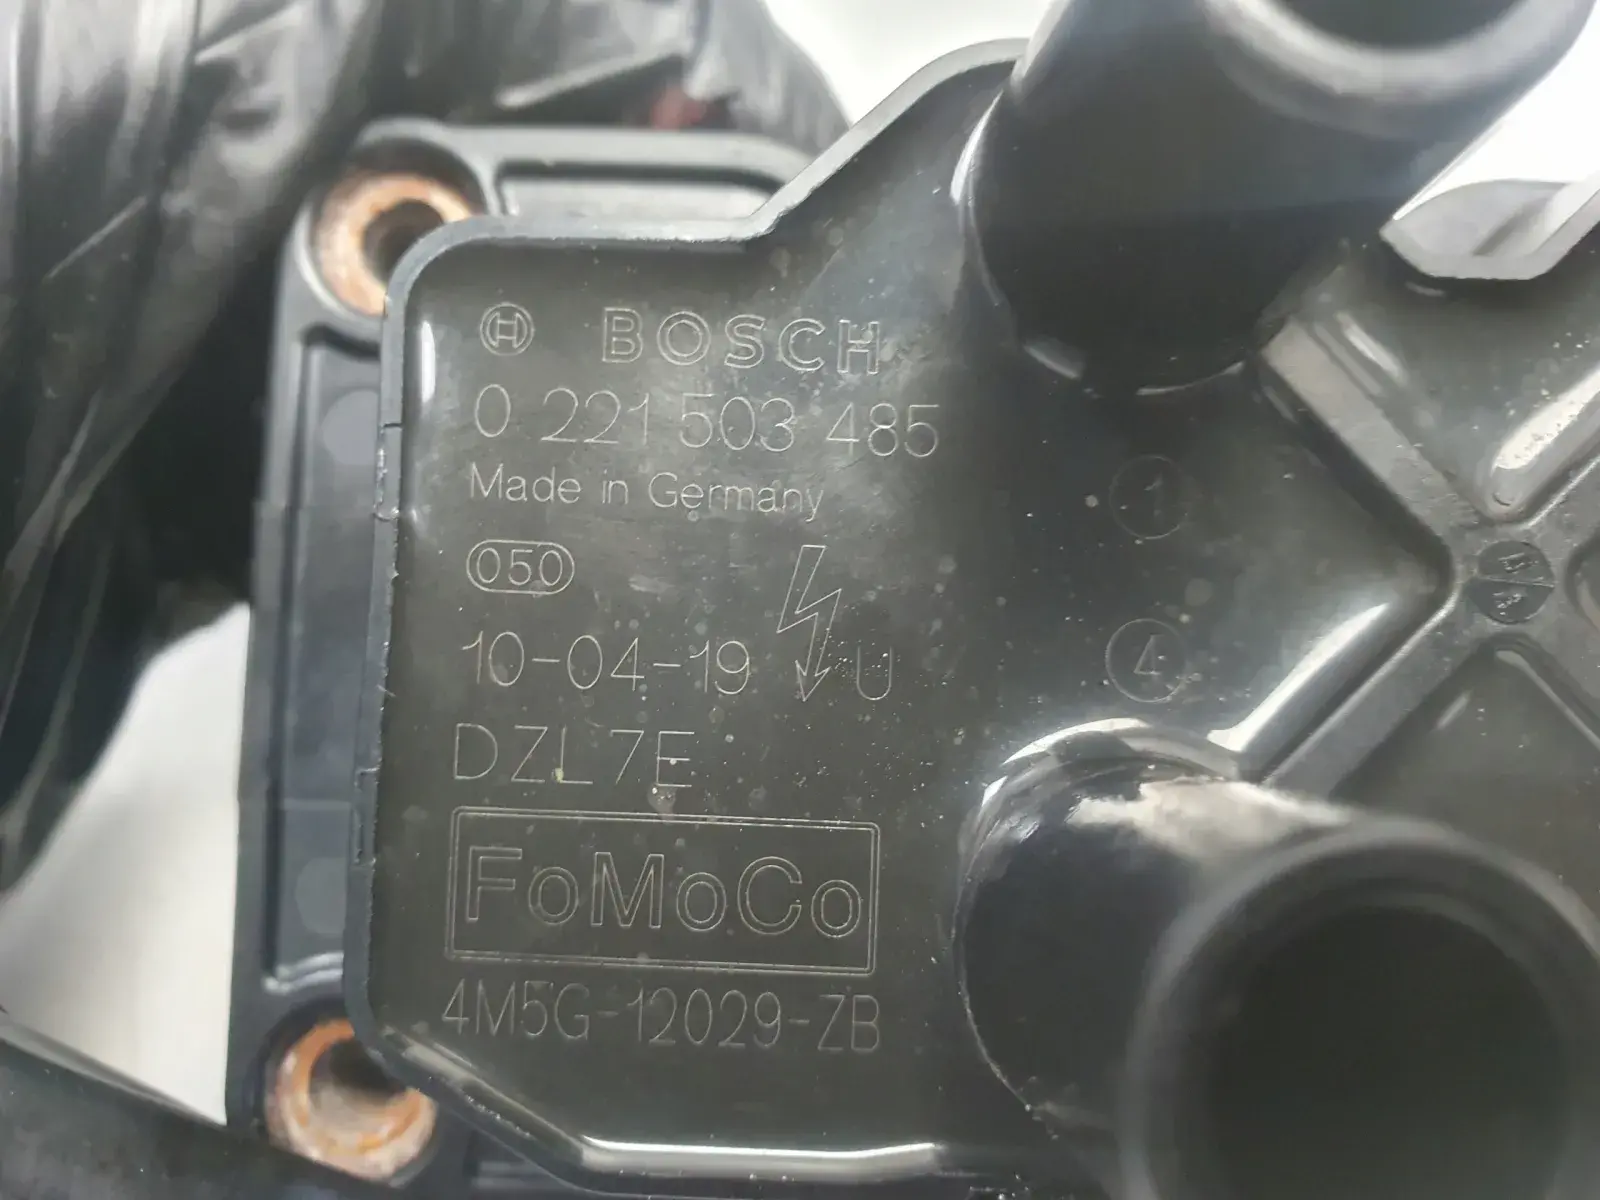 BOSCH
0 221 503 485
Made in Germany
050
10-04-19 U
DZL7E
FoMoCo
4M5G-12029-ZB
1
4